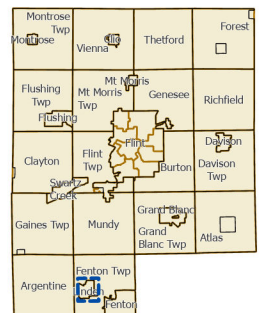 Montrose
Twp
Forest
Montrose
Clio
Vienna
Thetford
Mt Morris
Flushing
Twp
Mt Morris
Twp
Genesee
Richfield
Flushing
Flint
Davison
Clayton
Flint
Twp
Burton
Davison
Twp
Swartz
Creek
Grand Blanc
Gaines Twp
Mundy
Grand
Blanc Twp
Atlas
Fenton Twp
Argentine
Linden
Fenton